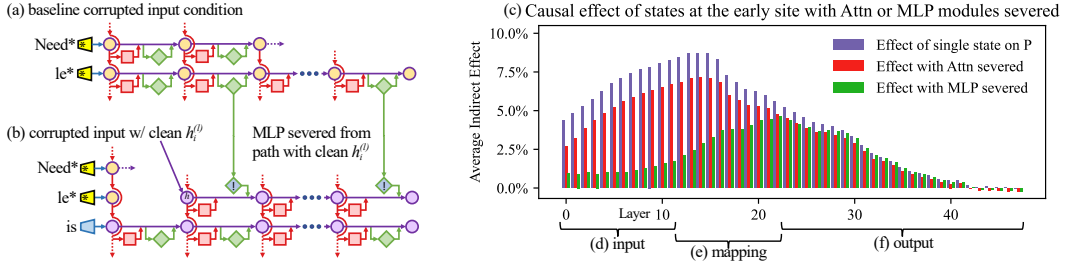 (a) baseline corrupted input condition
Need*
*
le*
*
(b) corrupted input w/ clean hᵢ⁽ˡ⁾
MLP severed from
path with clean hᵢ⁽ˡ⁾
Need*
*
le*
*
h
!
!
is
(c) Causal effect of states at the early site with Attn or MLP modules severed
Average Indirect Effect
10.0%
7.5%
5.0%
2.5%
0.0%
Effect of single state on P
Effect with Attn severed
Effect with MLP severed
0 Layer 10 20 30 40
(d) input
(e) mapping
(f) output